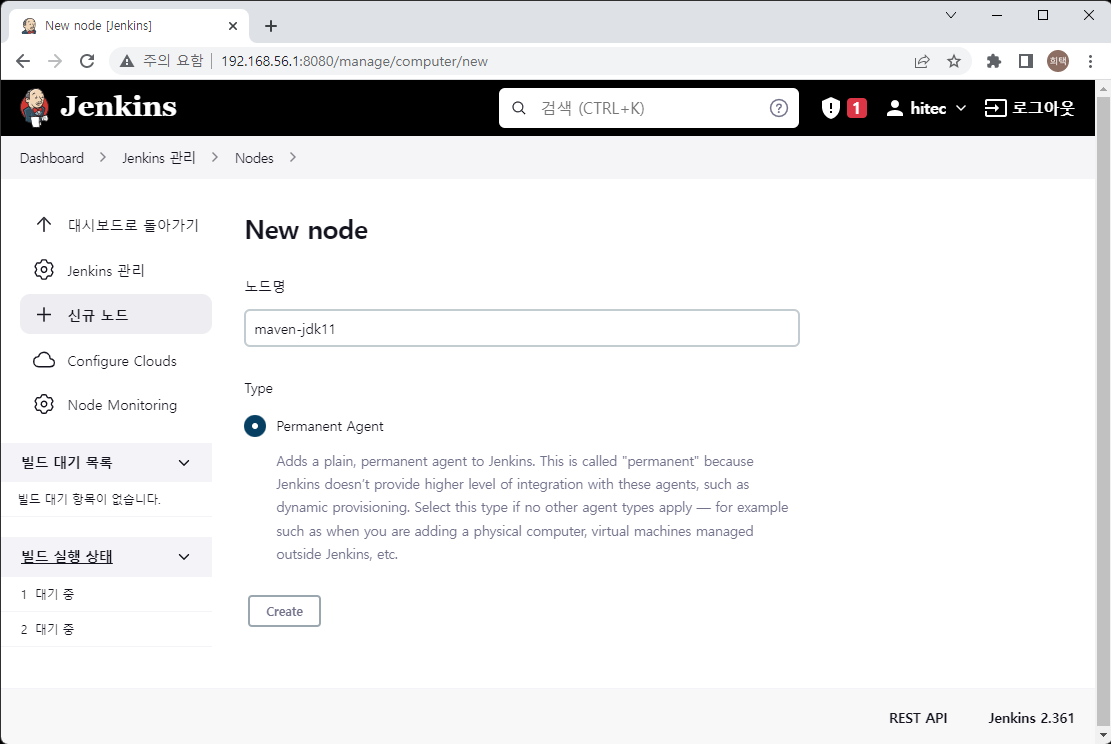 New node [Jenkins]
주의 요함
192.168.56.1:8080/manage/computer/new
희택
Jenkins
검색 (CTRL+K)
1
hitec
로그아웃
Dashboard
Jenkins 관리
Nodes
대시보드로 돌아가기
Jenkins 관리
신규 노드
Configure Clouds
Node Monitoring
빌드 대기 목록
빌드 대기 항목이 없습니다.
빌드 실행 상태
1 대기 중
2 대기 중
New node
노드명
maven-jdk11
Type
Permanent Agent
Adds a plain, permanent agent to Jenkins. This is called "permanent" because
Jenkins doesn't provide higher level of integration with these agents, such as
dynamic provisioning. Select this type if no other agent types apply — for example
such as when you are adding a physical computer, virtual machines managed
outside Jenkins, etc.
Create
REST API
Jenkins 2.361